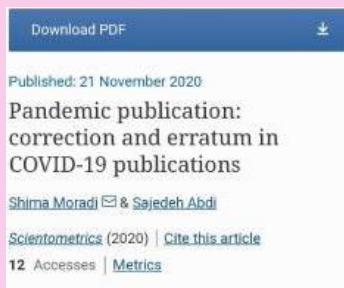 Download PDF
Published: 21 November 2020
Pandemic publication:
correction and erratum in
COVID-19 publications
Shima Moradi & Sajedeh Abdi
Scientometrics (2020) | Cite this article
12 Accesses | Metrics